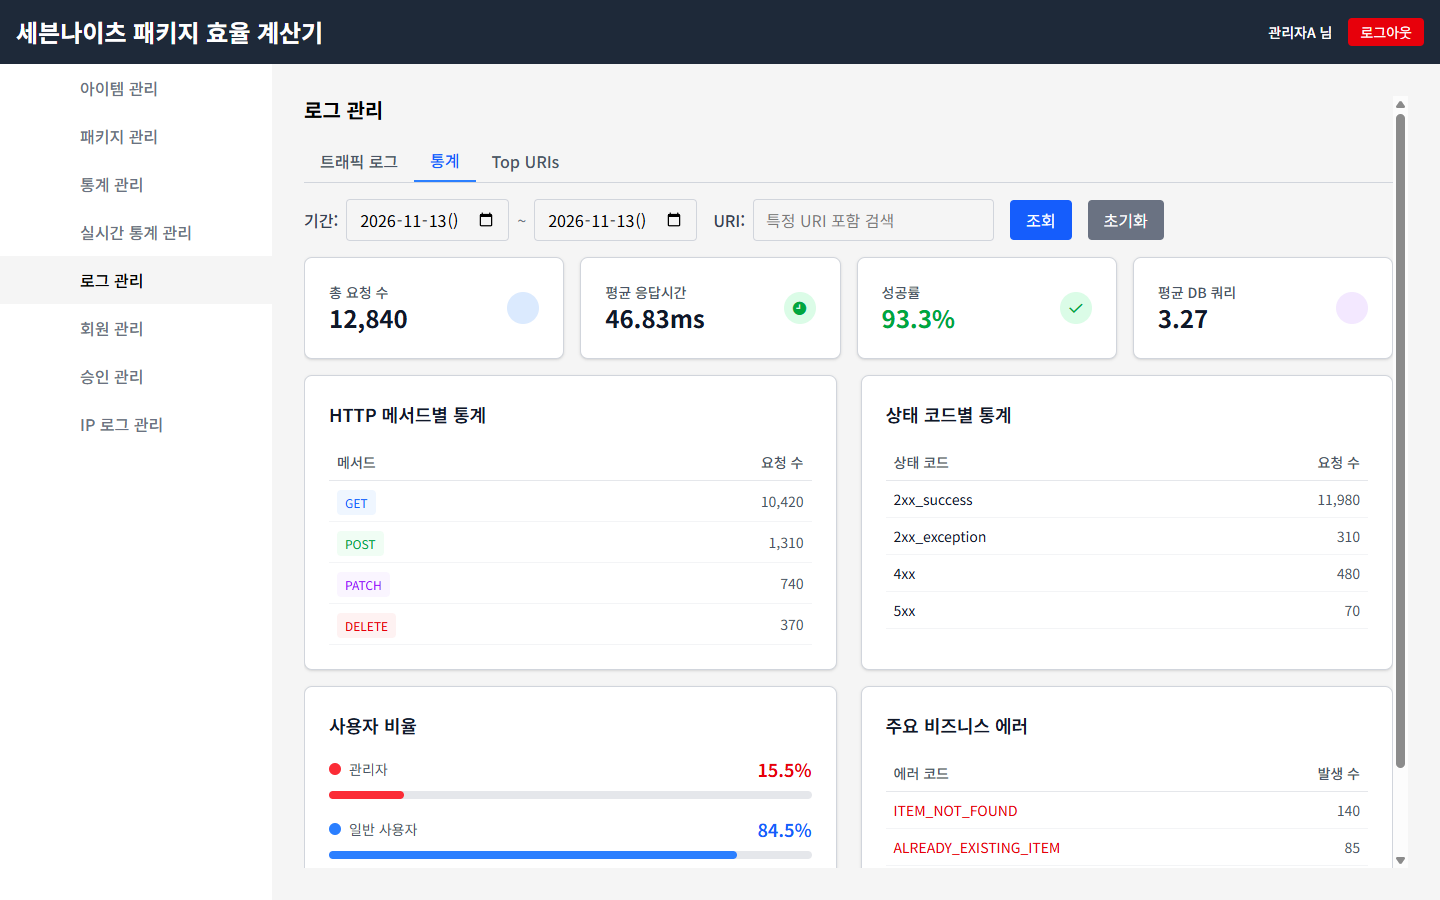 세븐나이츠 패키지 효율 계산기
관리자A 님
로그아웃
아이템 관리
패키지 관리
통계 관리
실시간 통계 관리
로그 관리
회원 관리
승인 관리
IP 로그 관리
로그 관리
트래픽 로그 통계 Top URIs
기간: 2026-11-13() ~ 2026-11-13() URI: 특정 URI 포함 검색 조회 초기화
총 요청 수
12,840
평균 응답시간
46.83ms
성공률
93.3%
평균 DB 쿼리
3.27
HTTP 메서드별 통계
메서드 요청 수
GET 10,420
POST 1,310
PATCH 740
DELETE 370
상태 코드별 통계
상태 코드 요청 수
2xx_success 11,980
2xx_exception 310
4xx 480
5xx 70
사용자 비율
관리자 15.5%
일반 사용자 84.5%
주요 비즈니스 에러
에러 코드 발생 수
ITEM_NOT_FOUND 140
ALREADY_EXISTING_ITEM 85